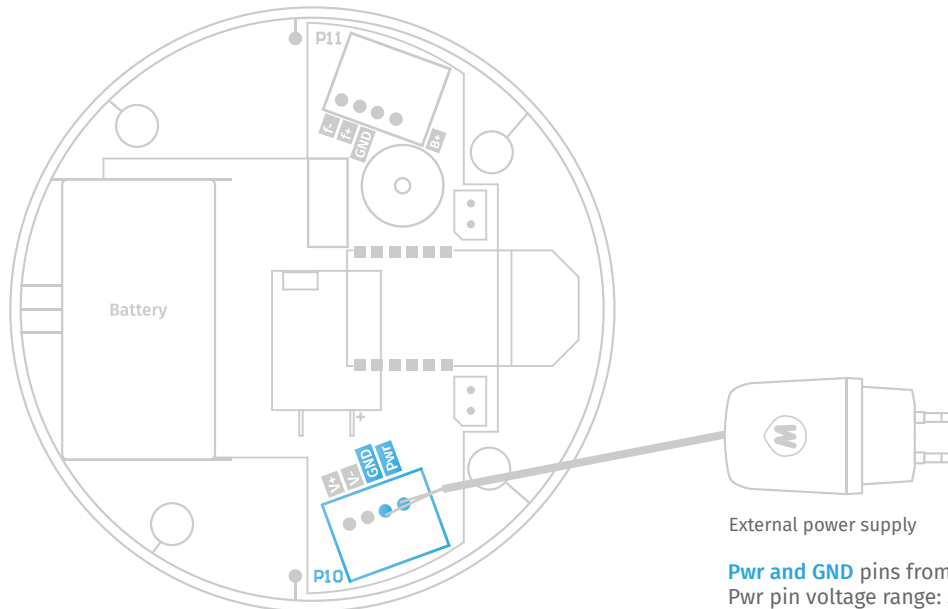 P11
f-
f+
GND
B+
Battery
+
V+
V-
GND
Pwr
P10
W
External power supply
Pwr and GND pins from
Pwr pin voltage range: